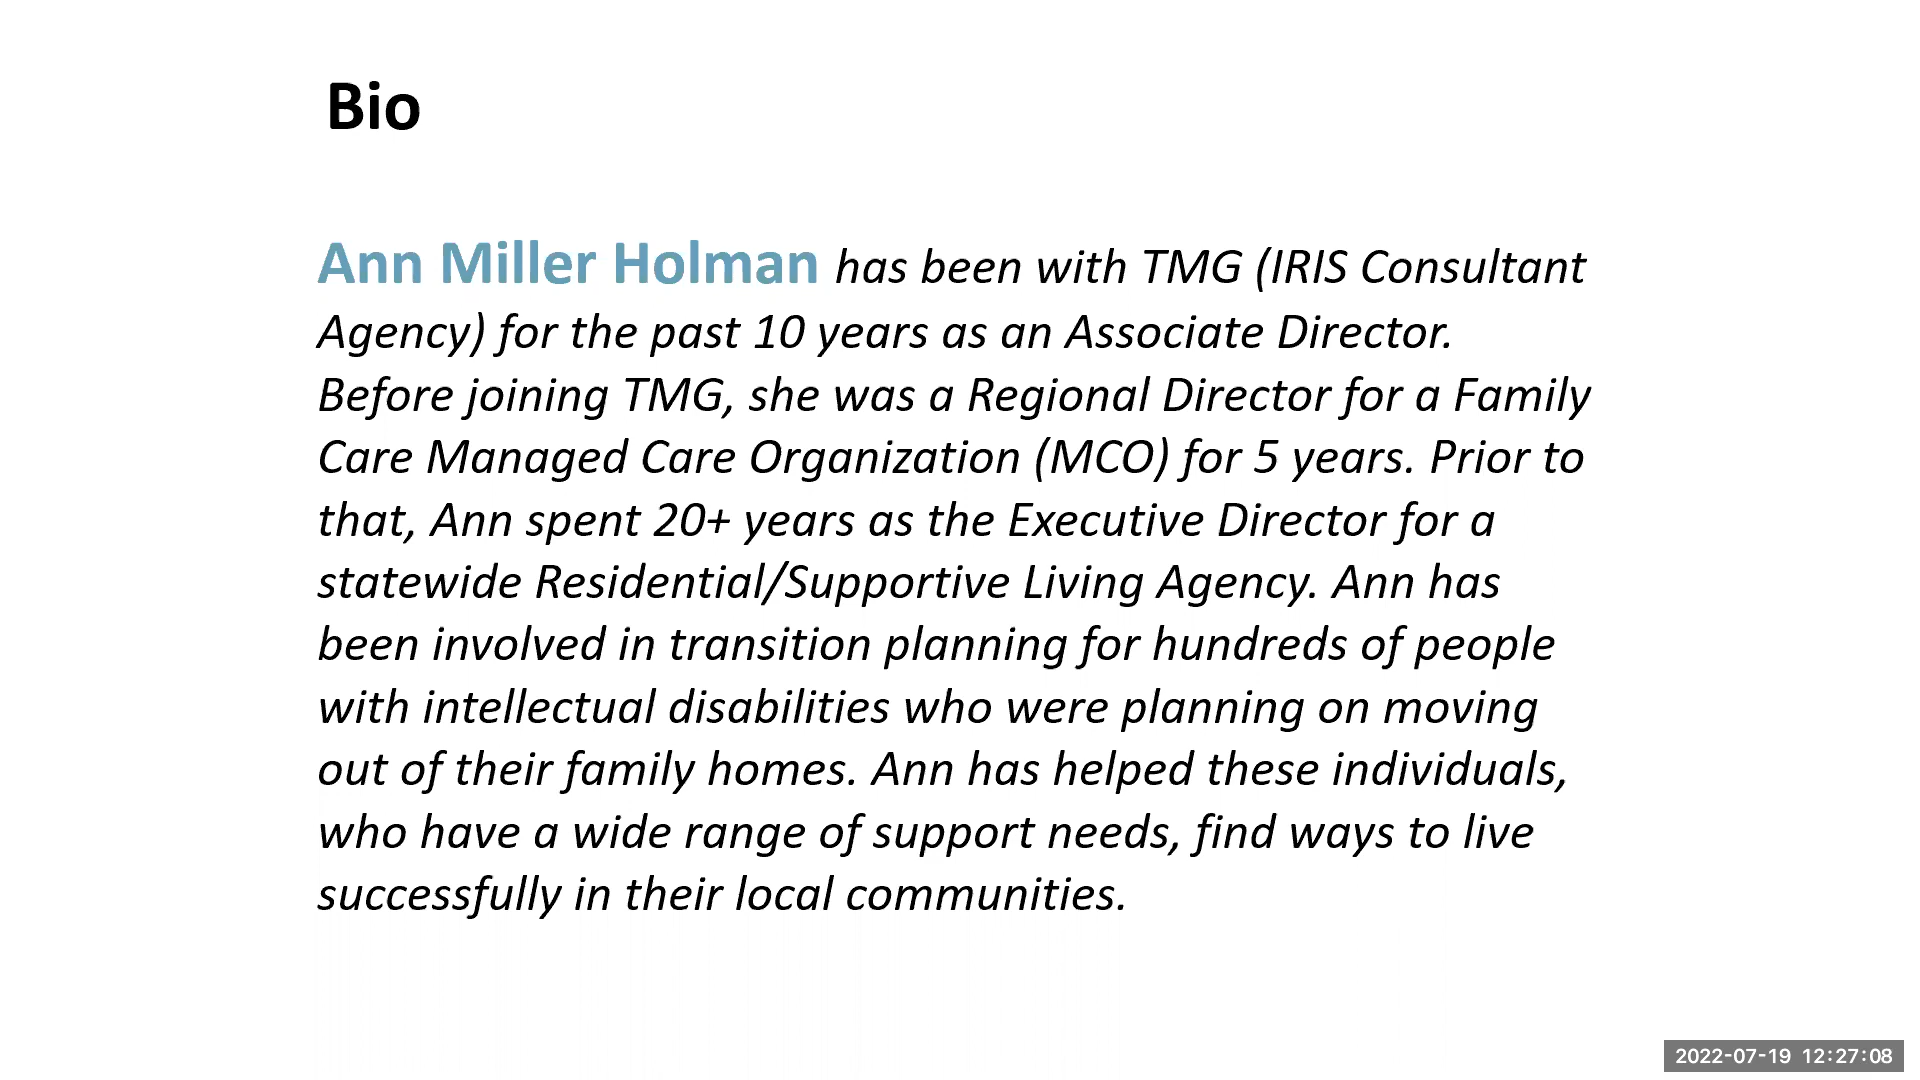 Bio
Ann Miller Holman has been with TMG (IRIS Consultant
Agency) for the past 10 years as an Associate Director.
Before joining TMG, she was a Regional Director for a Family
Care Managed Care Organization (MCO) for 5 years. Prior to
that, Ann spent 20+ years as the Executive Director for a
statewide Residential/Supportive Living Agency. Ann has
been involved in transition planning for hundreds of people
with intellectual disabilities who were planning on moving
out of their family homes. Ann has helped these individuals,
who have a wide range of support needs, find ways to live
successfully in their local communities.
2022-07-19 12:27:08